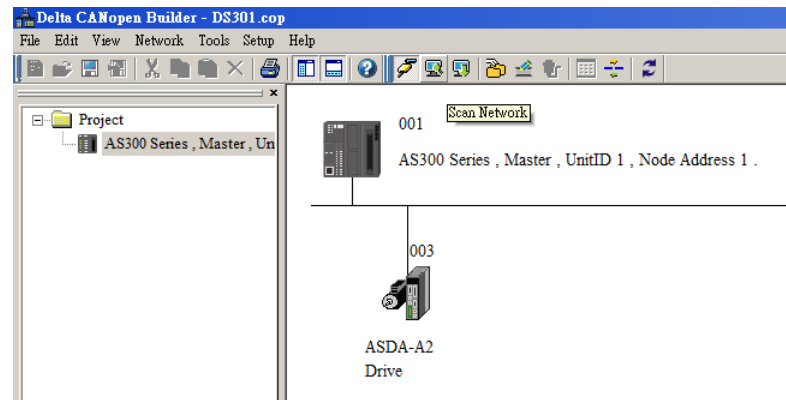 Delta CANopen Builder - DS301.cop
File Edit View Network Tools Setup Help
Project
AS300 Series , Master , Un
Scan Network
001
AS300 Series , Master , UnitID 1 , Node Address 1 .
003
ASDA-A2
Drive